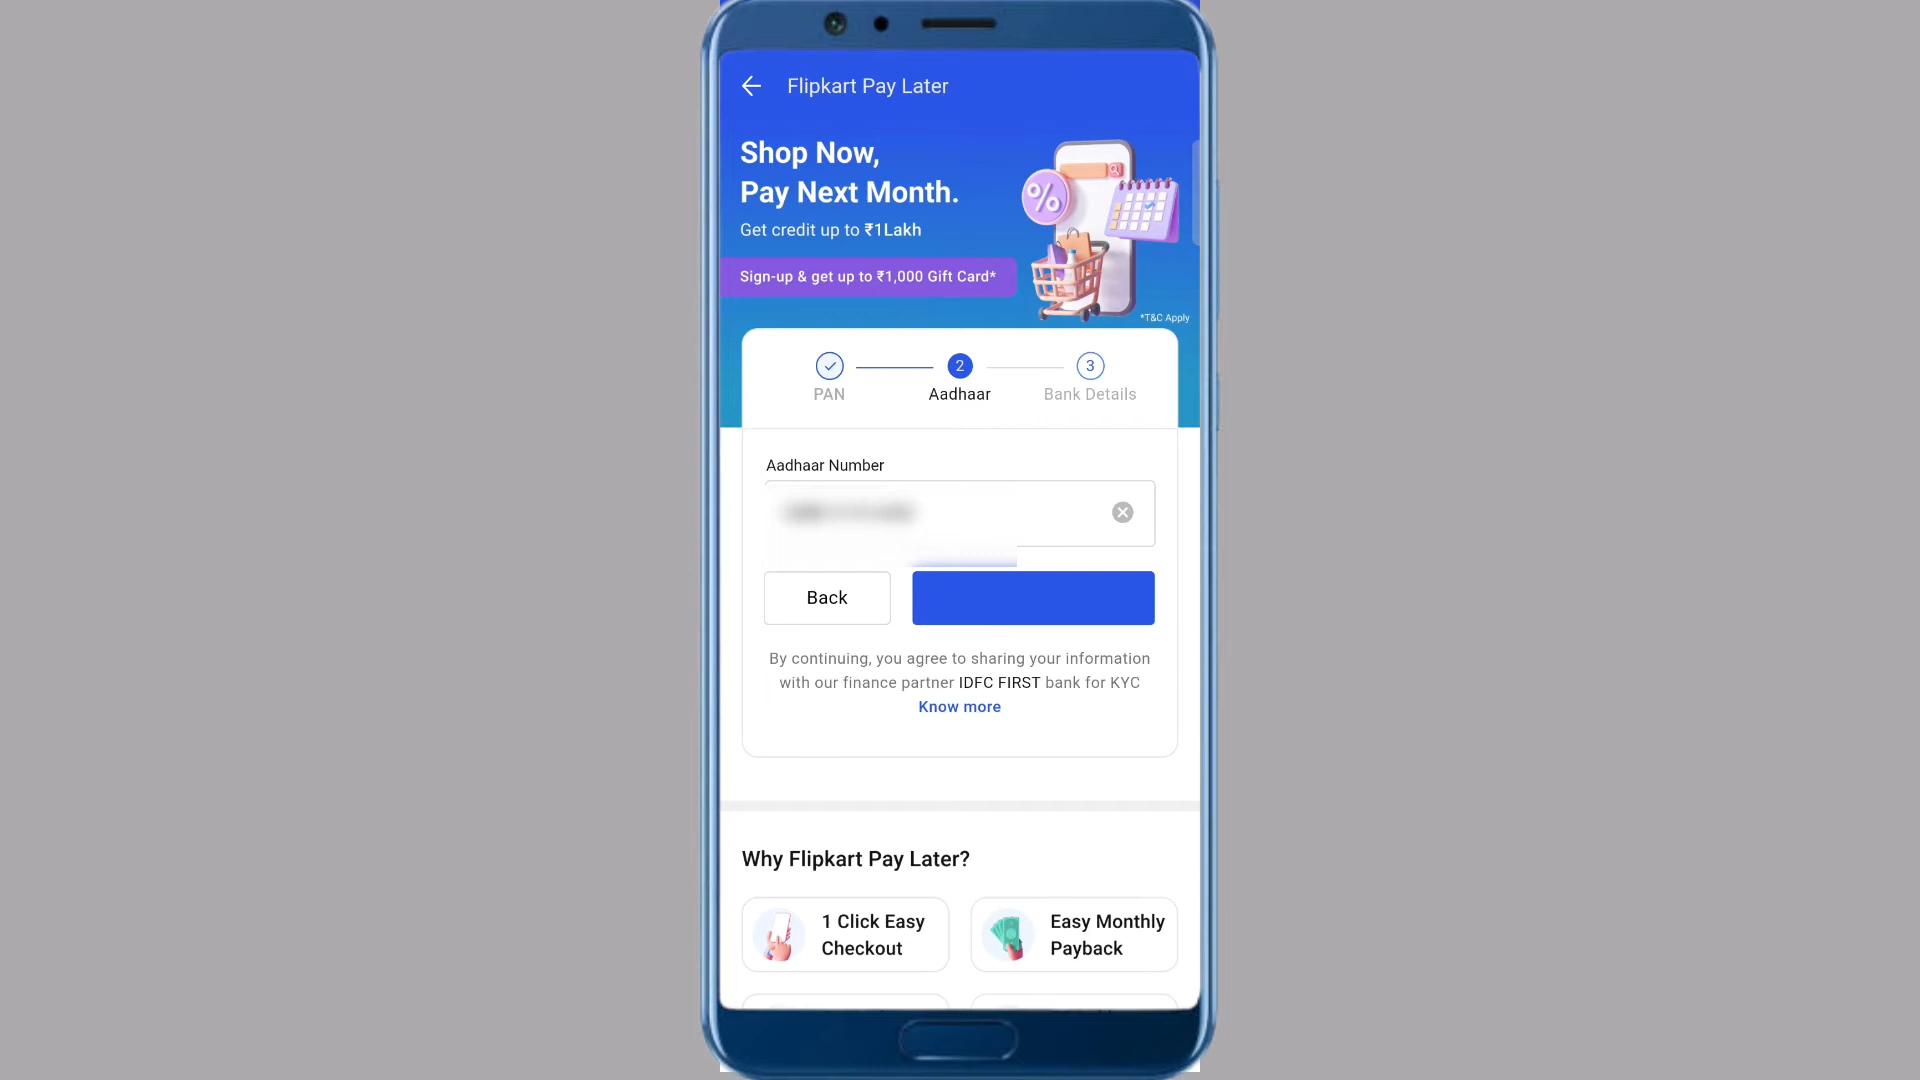 Flipkart Pay Later
Shop Now,
Pay Next Month.
Get credit up to ₹1Lakh
Sign-up & get up to ₹1,000 Gift Card*
%
*T&C Apply
2
3
PAN
Aadhaar
Bank Details
Aadhaar Number
Back
By continuing, you agree to sharing your information
with our finance partner IDFC FIRST bank for KYC
Know more
Why Flipkart Pay Later?
1 Click Easy
Checkout
Easy Monthly
Payback